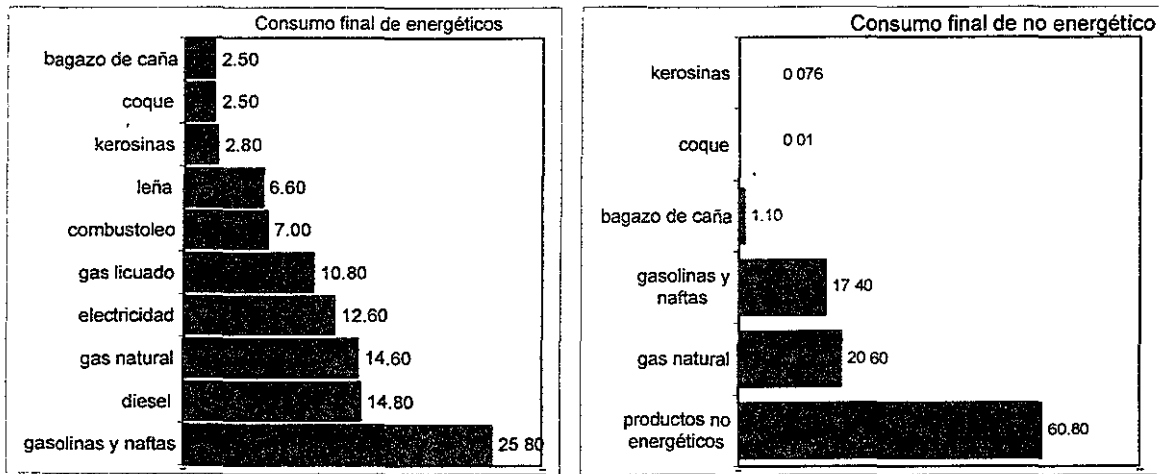 Consumo final de energéticos
bagazo de caña 2.50
coque 2.50
kerosinas 2.80
leña 6.60
combustoleo 7.00
gas licuado 10.80
electricidad 12.60
gas natural 14.60
diesel 14.80
gasolinas y naftas 25 80
Consumo final de no energético
kerosinas 0 076
coque 0 01
bagazo de caña 1.10
gasolinas y
naftas 17 40
gas natural 20 60
productos no
energéticos 60.80